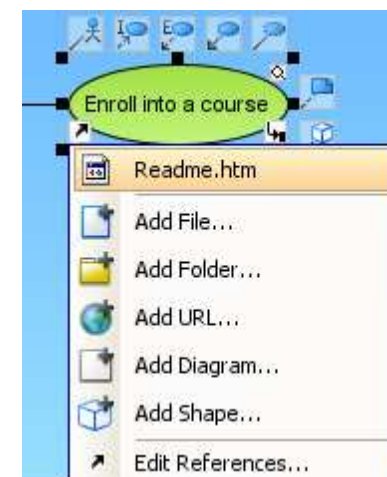 Enroll into a course
Readme.htm
Add File...
Add Folder...
Add URL...
Add Diagram...
Add Shape...
Edit References...